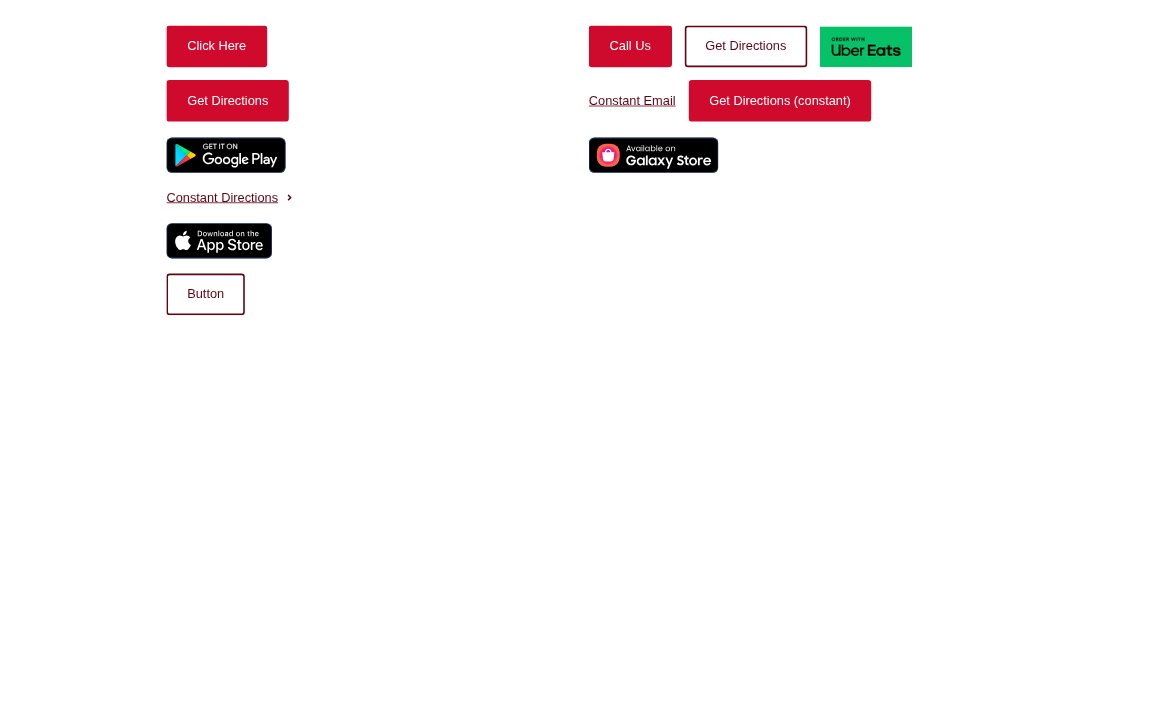 Click Here
Get Directions
GET IT ON
Google Play
Constant Directions
Download on the
App Store
Button
Call Us
Get Directions
ORDER WITH
Uber Eats
Constant Email
Get Directions (constant)
Available on
Galaxy Store